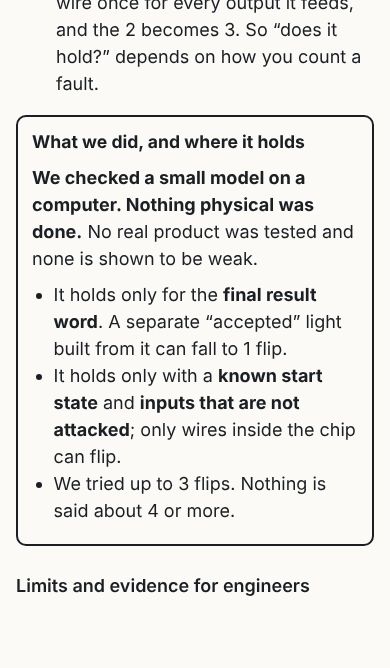 wire once for every output it feeds,
and the 2 becomes 3. So “does it
hold?” depends on how you count a
fault.
What we did, and where it holds
We checked a small model on a
computer. Nothing physical was
done. No real product was tested and
none is shown to be weak.
• It holds only for the final result
word. A separate “accepted” light
built from it can fall to 1 flip.
• It holds only with a known start
state and inputs that are not
attacked; only wires inside the chip
can flip.
• We tried up to 3 flips. Nothing is
said about 4 or more.
Limits and evidence for engineers